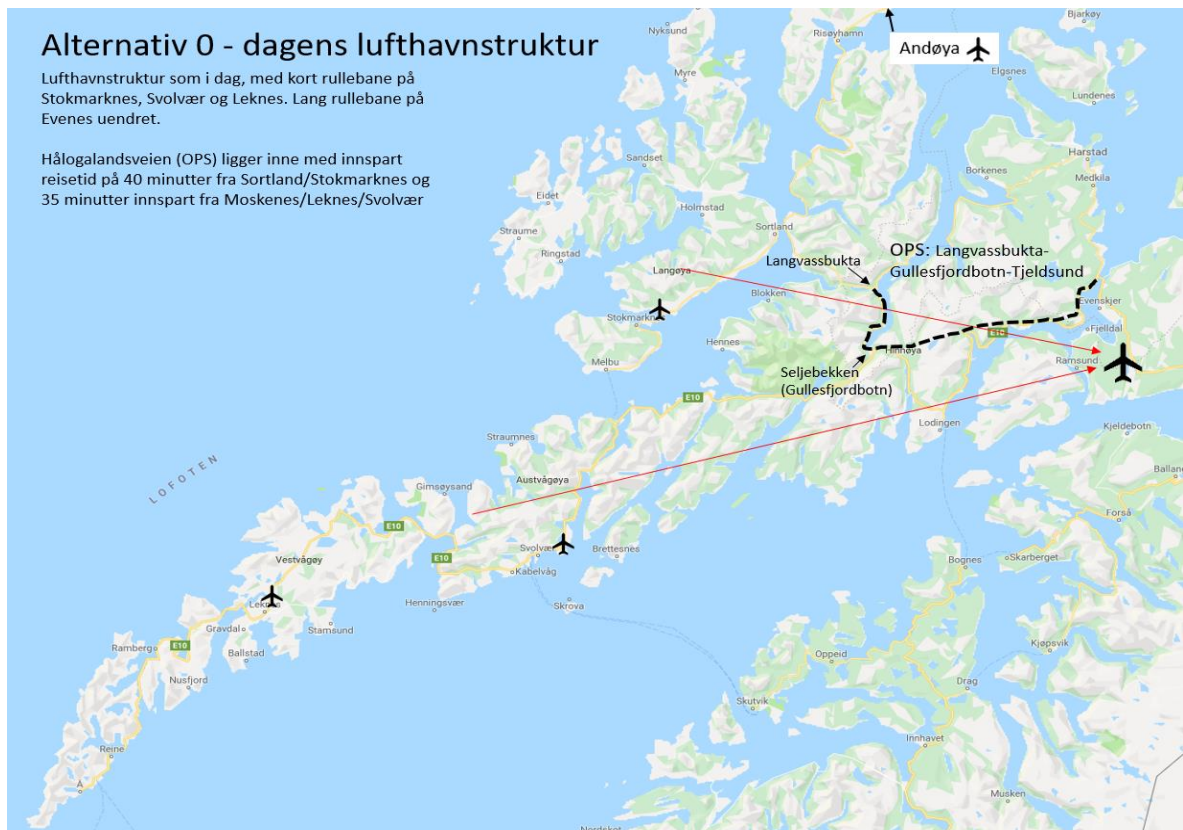 Alternativ 0 - dagens lufthavnstruktur
Lufthavnstruktur som i dag, med kort rullebane på
Stokmarknes, Svolvær og Leknes. Lang rullebane på
Evenes uendret.
Hålogalandsveien (OPS) ligger inne med innspart
reisetid på 40 minutter fra Sortland/Stokmarknes og
35 minutter innspart fra Moskenes/Leknes/Svolvær
Nyksund
Risøyhamn
Bjarkøy
Andøya
Myre
Elgsnes
Lundenes
Sandset
Harstad
Borkenes
Medkila
Eidet
Holmstad
Straume
Sortland
Ringstad
OPS: Langvassbukta-
Gullesfjordbotn-Tjeldsund
Langvassbukta
Langøya
Blokken
Evenskjer
Stokmarknes
Fjelldal
E10
Hennes
Hinnøya
Ramsund
Melbu
Seljebekken
(Gullesfjordbotn)
E10
Lødingen
Kjeldebotn
Straumnes
LOFOTEN
Austvågøya
Balland
Gimsøysand
Forså
E10
Svolvær
Brettesnes
Bognes
Skarberget
Vestvågøy
E10
Kabelvåg
Leknes
Henningsvær
Skrova
Gravdal
Stamsund
Ramberg
E10
Ballstad
Oppeid
Kjøpsvik
Nusfjord
Drag
Skutvik
Reine
Innhavet
Å
Musken
Nordskot